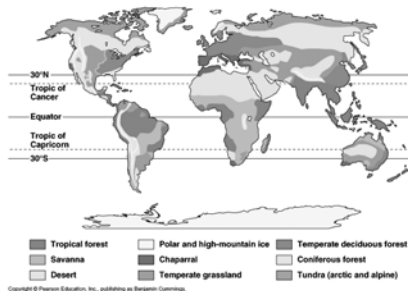 30°N
Tropic of
Cancer
Equator
Tropic of
Capricorn
30°S
Tropical forest
Savanna
Desert
Polar and high-mountain ice
Chaparral
Temperate grassland
Temperate deciduous forest
Coniferous forest
Tundra (arctic and alpine)
Copyright © Pearson Education, Inc., publishing as Benjamin Cummings.